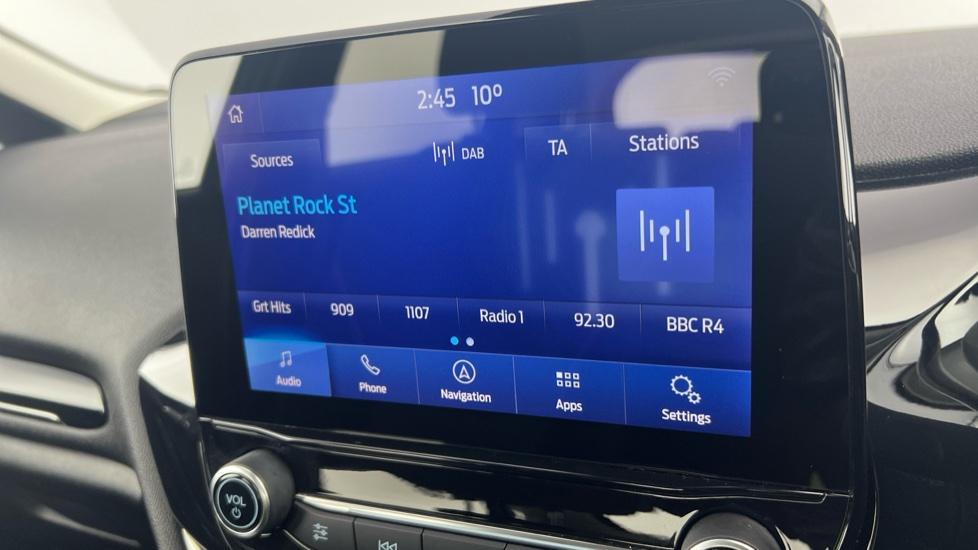 2:45 10°
Sources DAB TA Stations
Planet Rock St
Darren Redick
Grt Hits 909 1107 Radio 1 92.30 BBC R4
Audio Phone Navigation Apps Settings
VOL